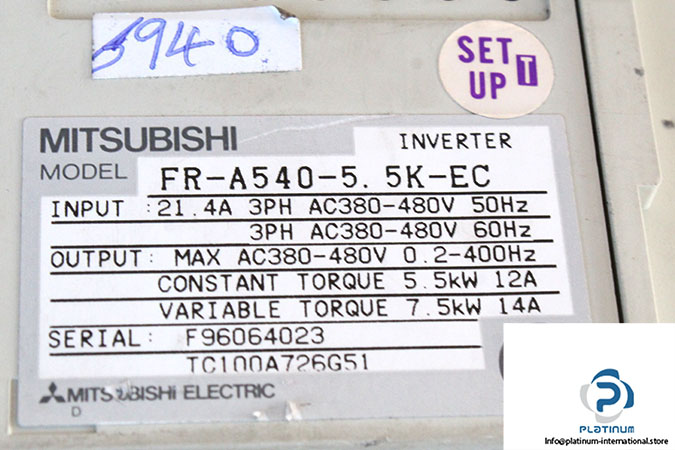 5940
SET
UP T
MITSUBISHI INVERTER
MODEL FR-A540-5.5K-EC
INPUT : 21.4A 3PH AC380-480V 50Hz
3PH AC380-480V 60Hz
OUTPUT: MAX AC380-480V 0.2-400Hz
CONSTANT TORQUE 5.5kW 12A
VARIABLE TORQUE 7.5kW 14A
SERIAL: F96064023
TC100A726G51
MITSUBISHI ELECTRIC
D
PLATINUM
Info@platinum-international.store